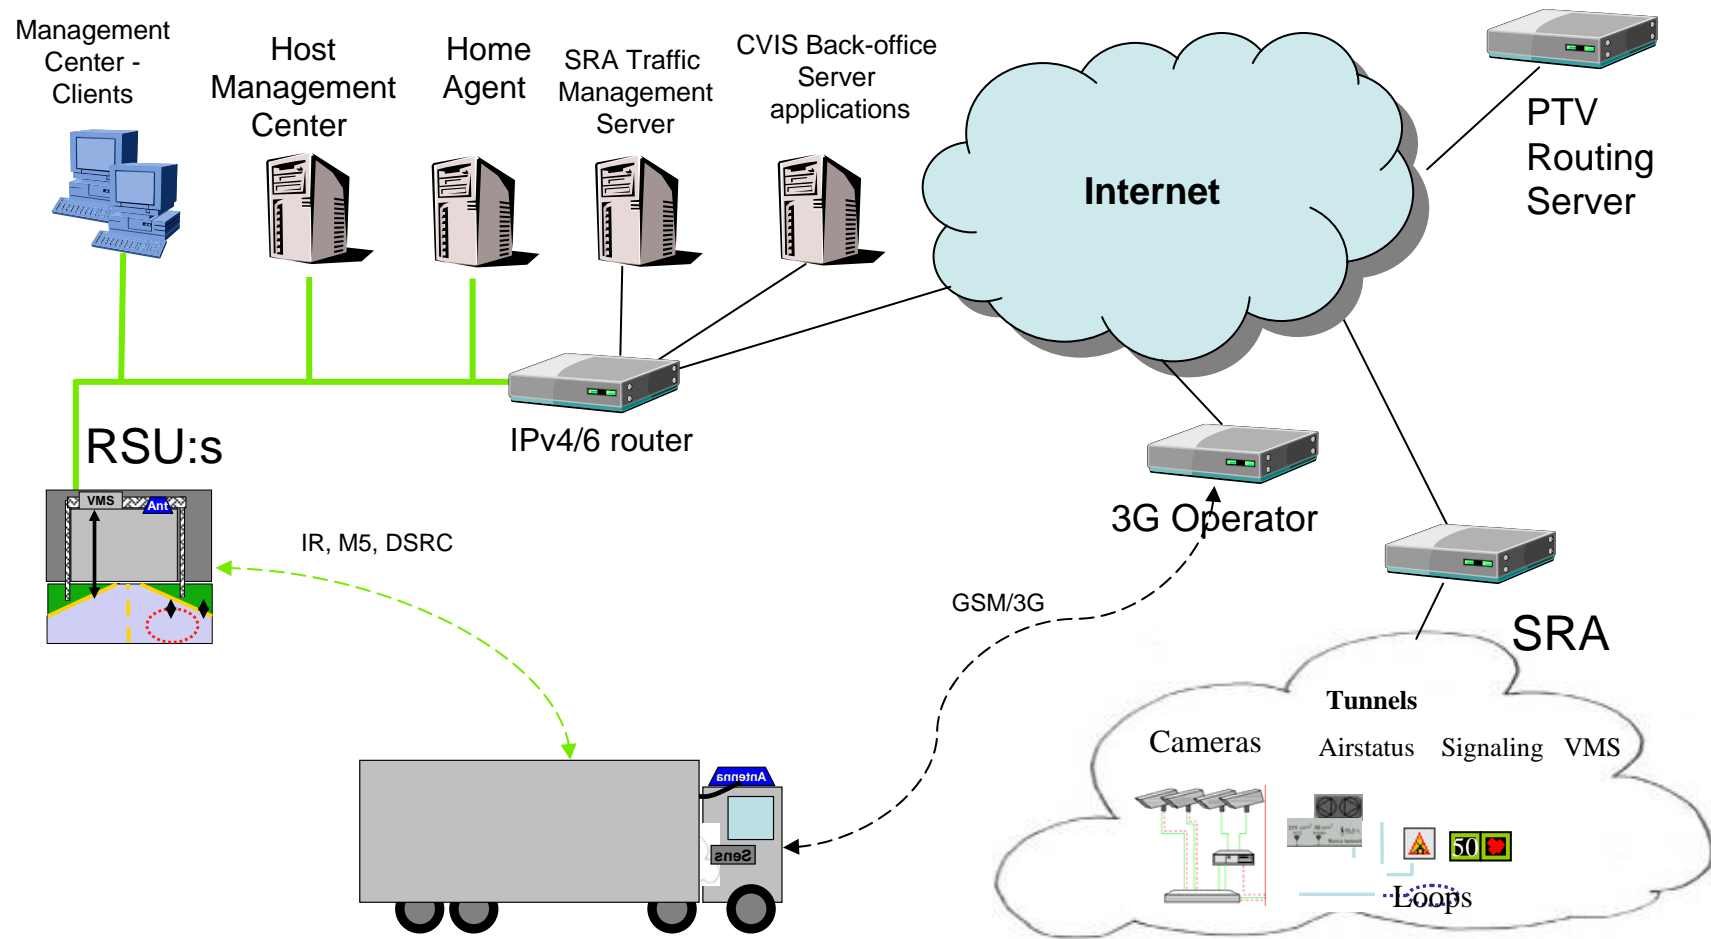 Management
Center -
Clients
Host
Management
Center
Home
Agent
SRA Traffic
Management
Server
CVIS Back-office
Server
applications
Internet
PTV
Routing
Server
IPv4/6 router
RSU:s
VMS
Ant
IR, M5, DSRC
3G Operator
GSM/3G
SRA
Tunnels
Cameras
Airstatus
Signaling
VMS
50
Loops
Antenna
Sens